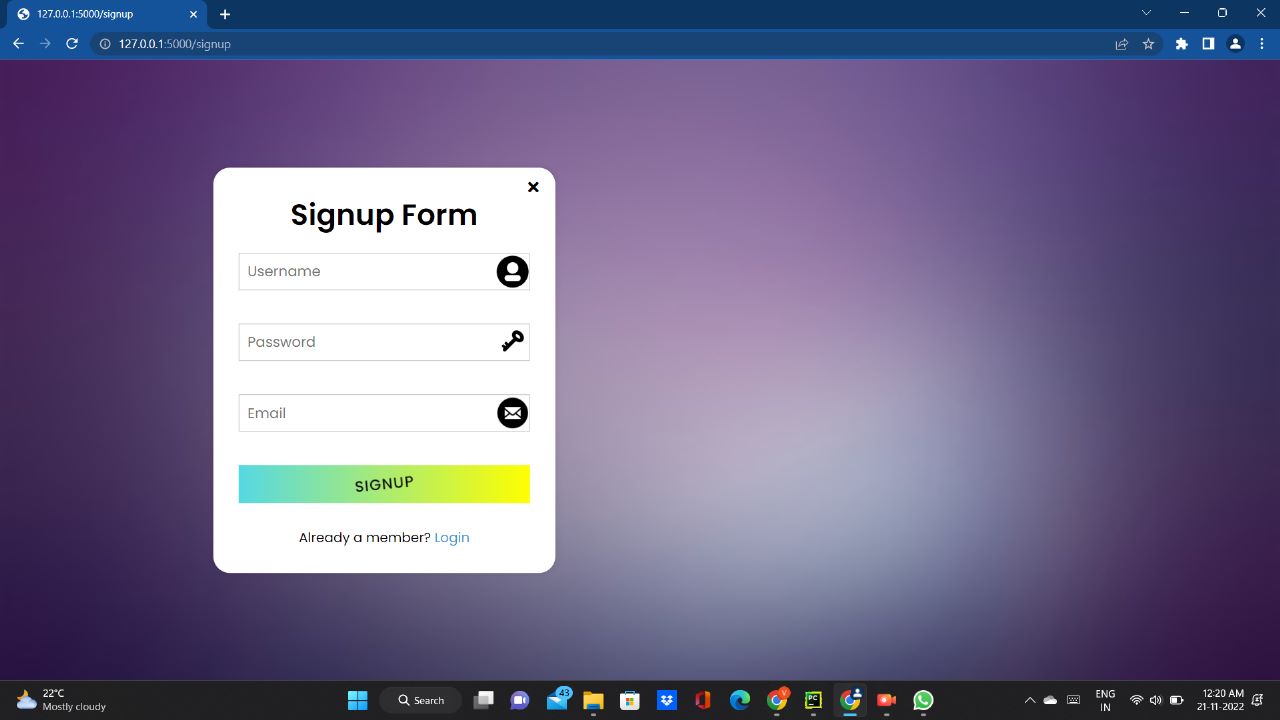 127.0.0.1:5000/signup
127.0.0.1:5000/signup
Signup Form
Username
Password
Email
SIGNUP
Already a member? Login
22°C
Mostly cloudy
Search
43
V
PC
ENG
IN
12:20 AM
21-11-2022